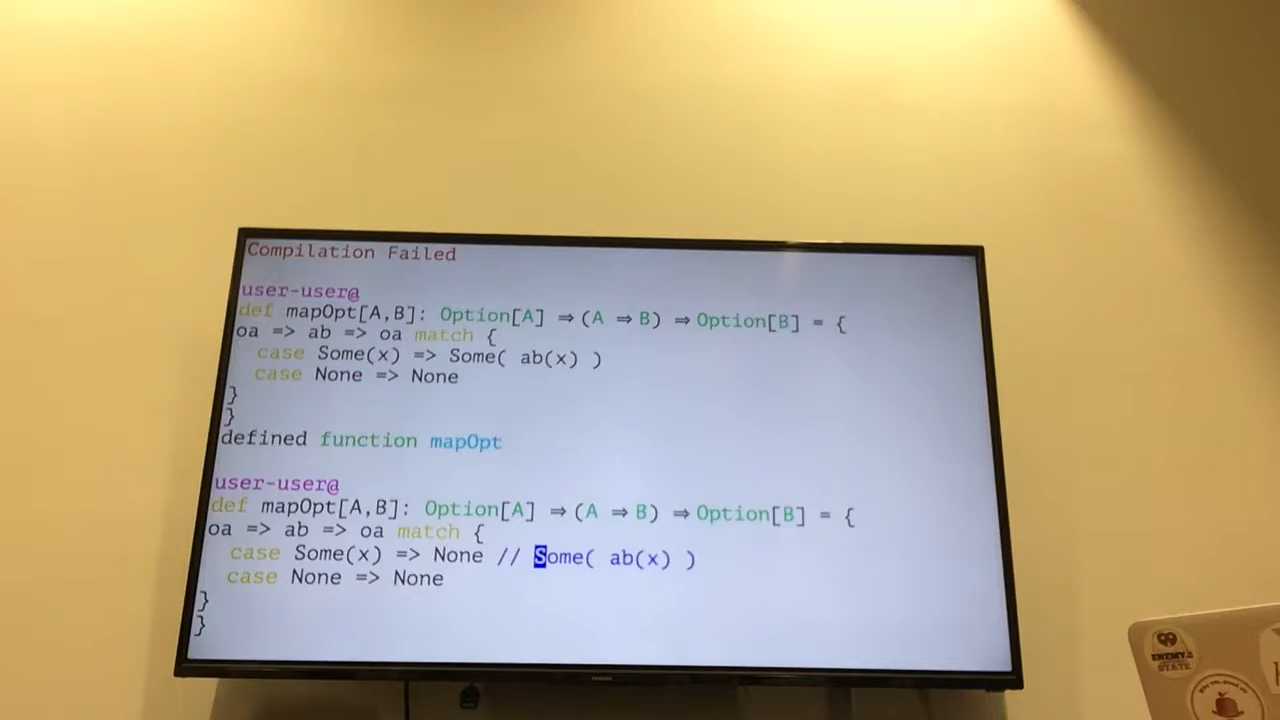 Compilation Failed
user-user@
def mapOpt[A,B]: Option[A] ⇒ (A ⇒ B) ⇒ Option[B] = {
oa => ab => oa match {
case Some(x) => Some( ab(x) )
case None => None
}
}
defined function mapOpt
user-user@
def mapOpt[A,B]: Option[A] ⇒ (A ⇒ B) ⇒ Option[B] = {
oa => ab => oa match {
case Some(x) => None // Some( ab(x) )
case None => None
}
}
ENEMY
STATE